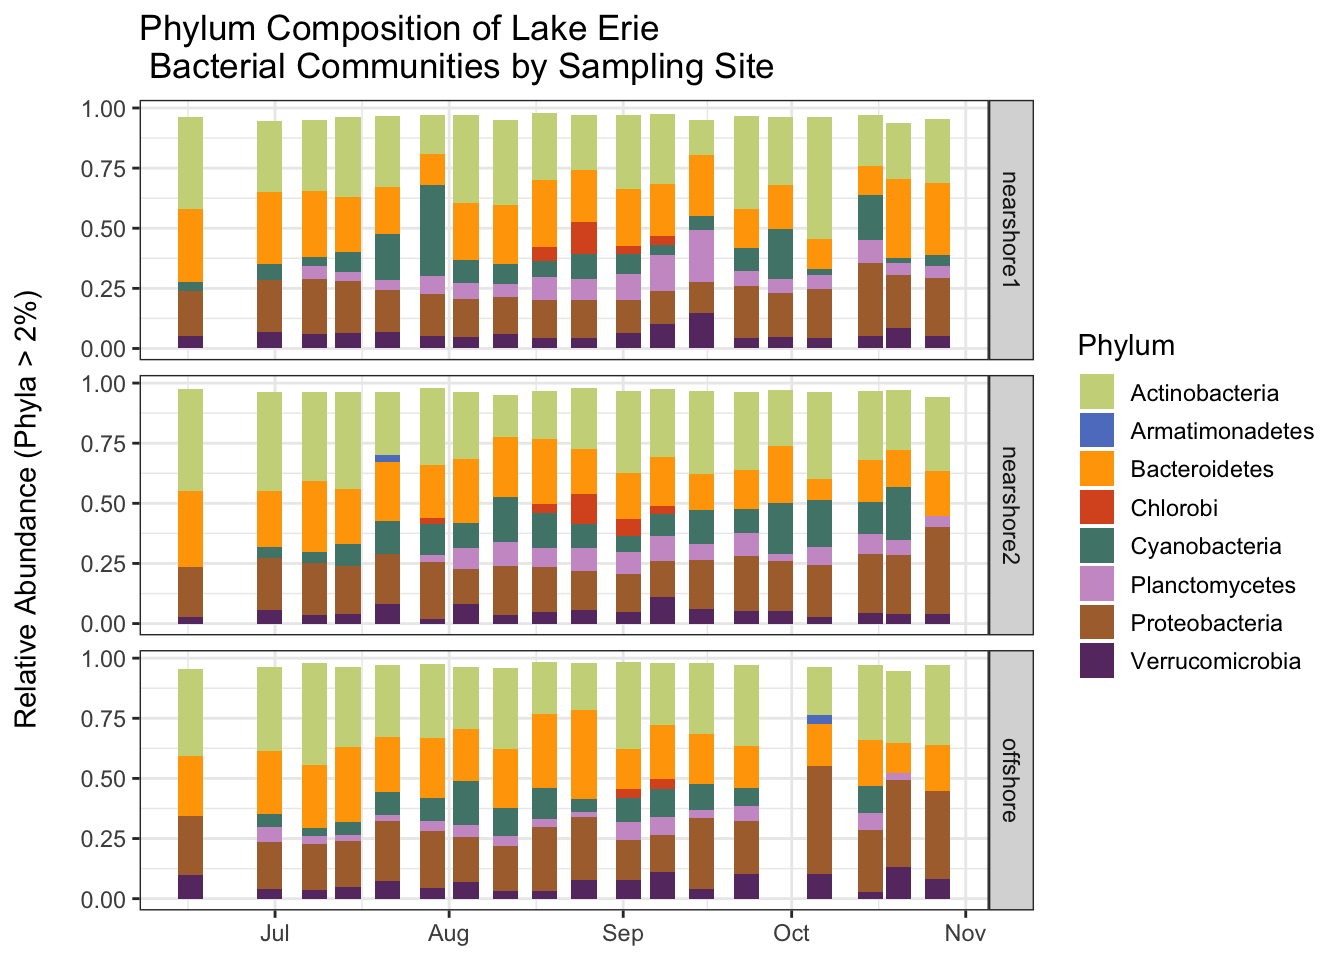 Phylum Composition of Lake Erie
Bacterial Communities by Sampling Site
Relative Abundance (Phyla > 2%)
1.00
0.75
0.50
0.25
0.00
nearshore1
1.00
0.75
0.50
0.25
0.00
nearshore2
1.00
0.75
0.50
0.25
0.00
offshore
Jul Aug Sep Oct Nov
Phylum
Actinobacteria
Armatimonadetes
Bacteroidetes
Chlorobi
Cyanobacteria
Planctomycetes
Proteobacteria
Verrucomicrobia